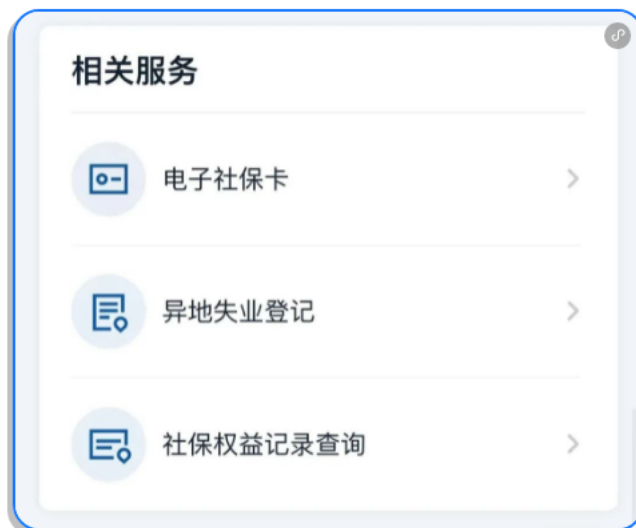 相关服务
电子社保卡
异地失业登记
社保权益记录查询